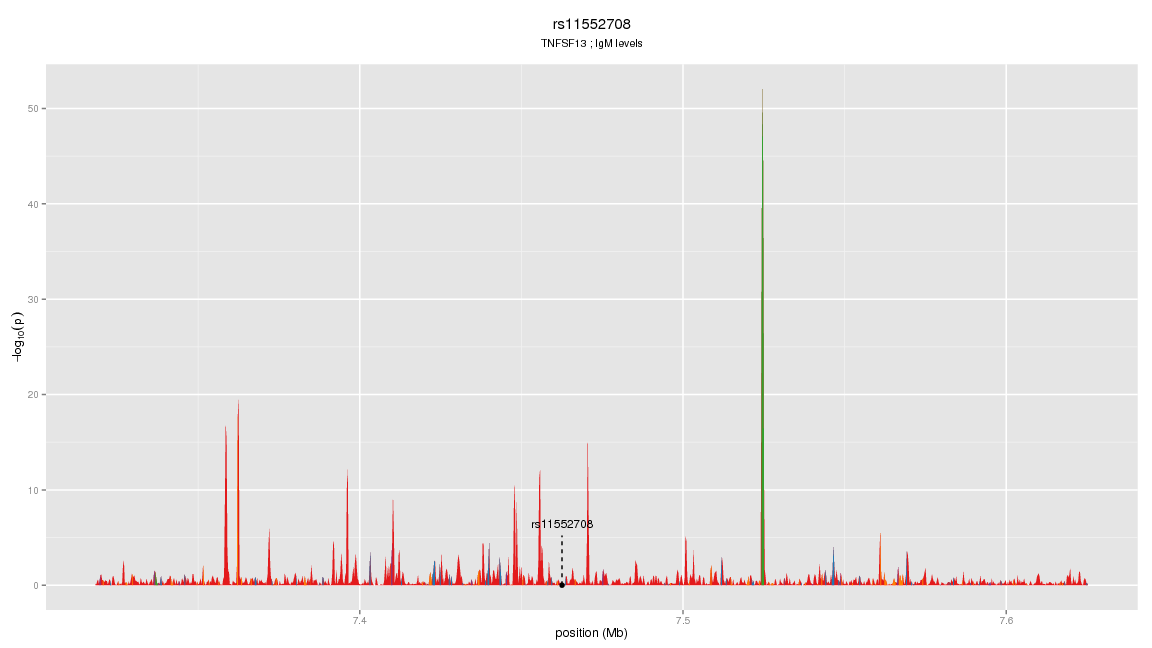 rs11552708
TNFSF13 ; IgM levels
50
40
30
20
10
0
−log10(p)
rs11552708
7.4
7.5
7.6
position (Mb)